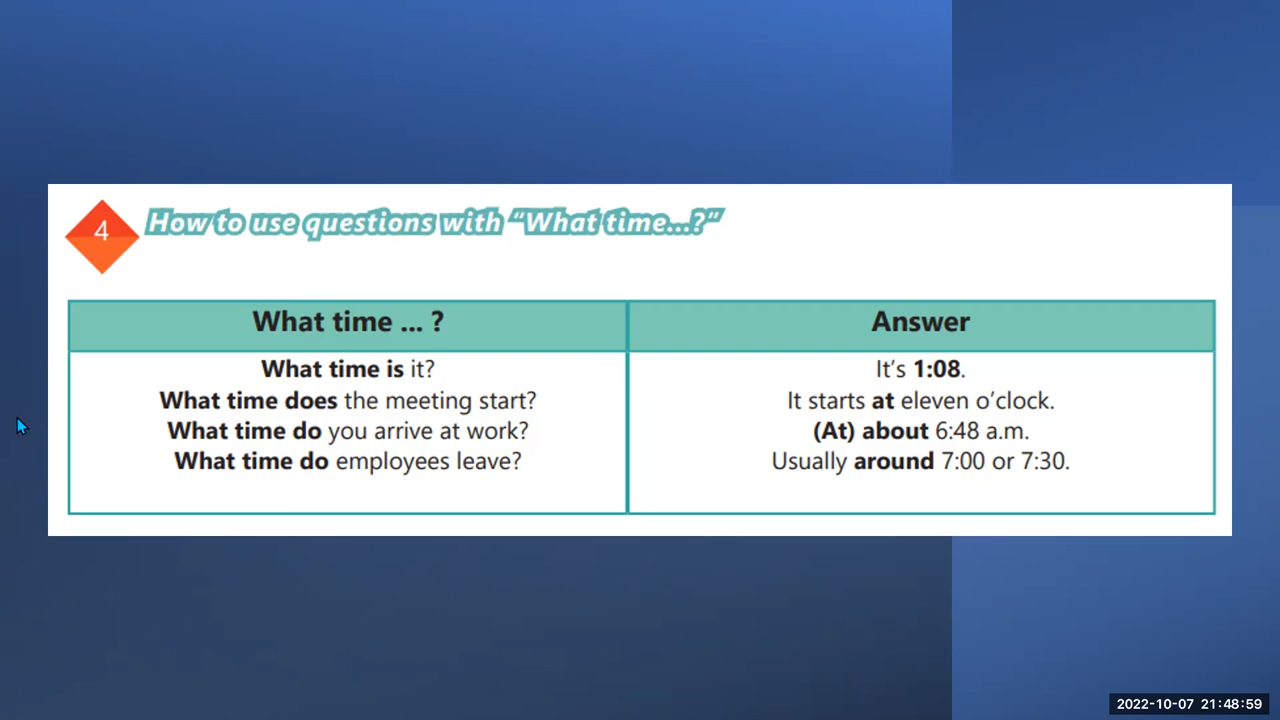 4
How to use questions with “What time...?”
What time ... ?
Answer
What time is it?
It’s 1:08.
What time does the meeting start?
It starts at eleven o’clock.
What time do you arrive at work?
(At) about 6:48 a.m.
What time do employees leave?
Usually around 7:00 or 7:30.
2022-10-07 21:48:59